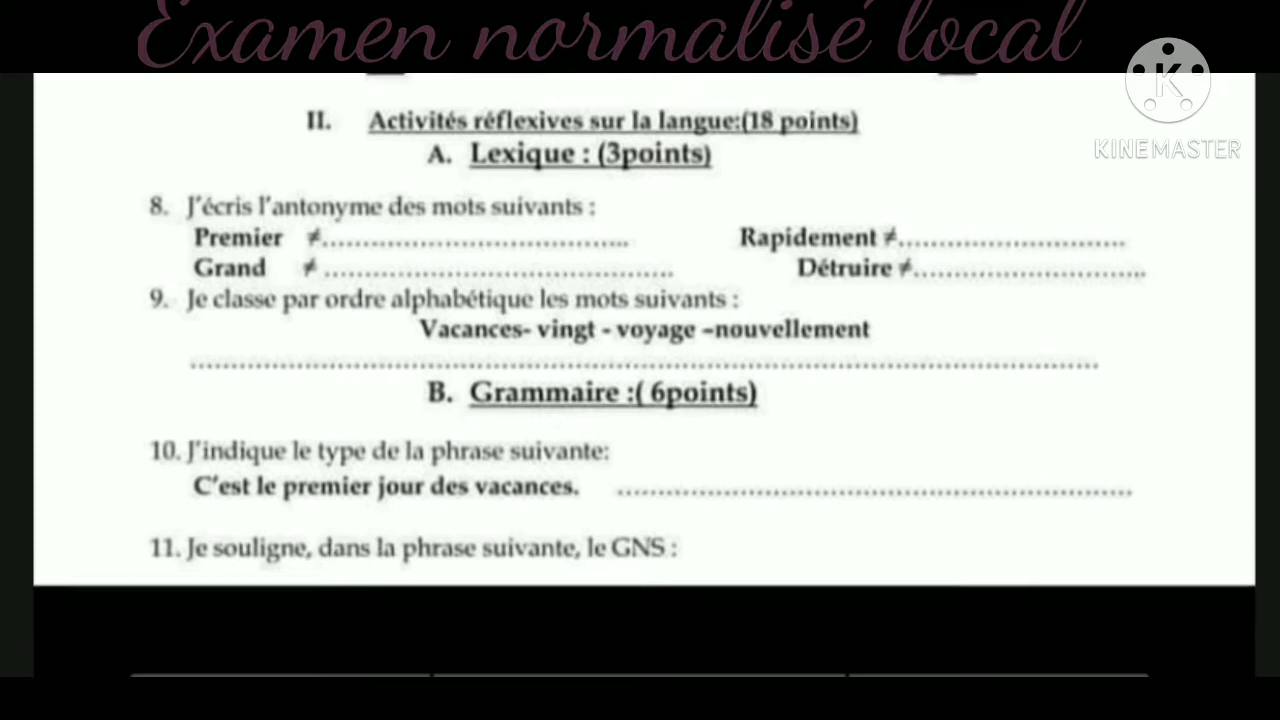 Examen normalisé local
KINEMASTER
II. Activités réflexives sur la langue:(18 points)
A. Lexique : (3points)
8. J'écris l'antonyme des mots suivants :
Premier ≠.......................................... Rapidement ≠..............................
Grand ≠ ............................................... Détruire ≠...............................
9. Je classe par ordre alphabétique les mots suivants :
Vacances- vingt - voyage –nouvellement
..............................................................................................................
B. Grammaire :( 6points)
10. J'indique le type de la phrase suivante:
C'est le premier jour des vacances. ..............................................................
11. Je souligne, dans la phrase suivante, le GNS :